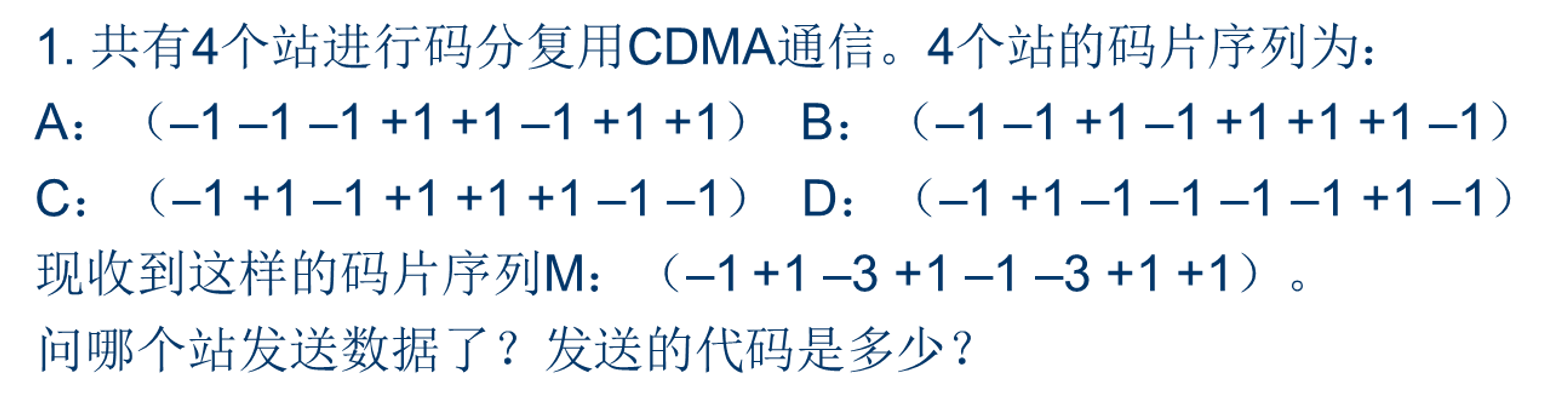 1. 共有4个站进行码分复用CDMA通信。4个站的码片序列为：
A：（–1 –1 –1 +1 +1 –1 +1 +1） B：（–1 –1 +1 –1 +1 +1 +1 –1）
C：（–1 +1 –1 +1 +1 +1 –1 –1） D：（–1 +1 –1 –1 –1 –1 +1 –1）
现收到这样的码片序列M：（–1 +1 –3 +1 –1 –3 +1 +1）。
问哪个站发送数据了？发送的代码是多少？